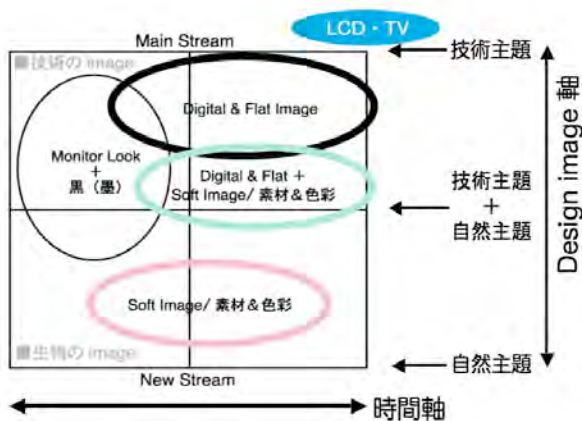 LCD・TV
Main Stream
技術主題
■技術の image
Digital & Flat Image
Monitor Look
+
黒（墨）
Digital & Flat +
Soft Image/ 素材＆色彩
技術主題
+
自然主題
Design image 軸
Soft Image/ 素材＆色彩
■生物の image
自然主題
New Stream
時間軸